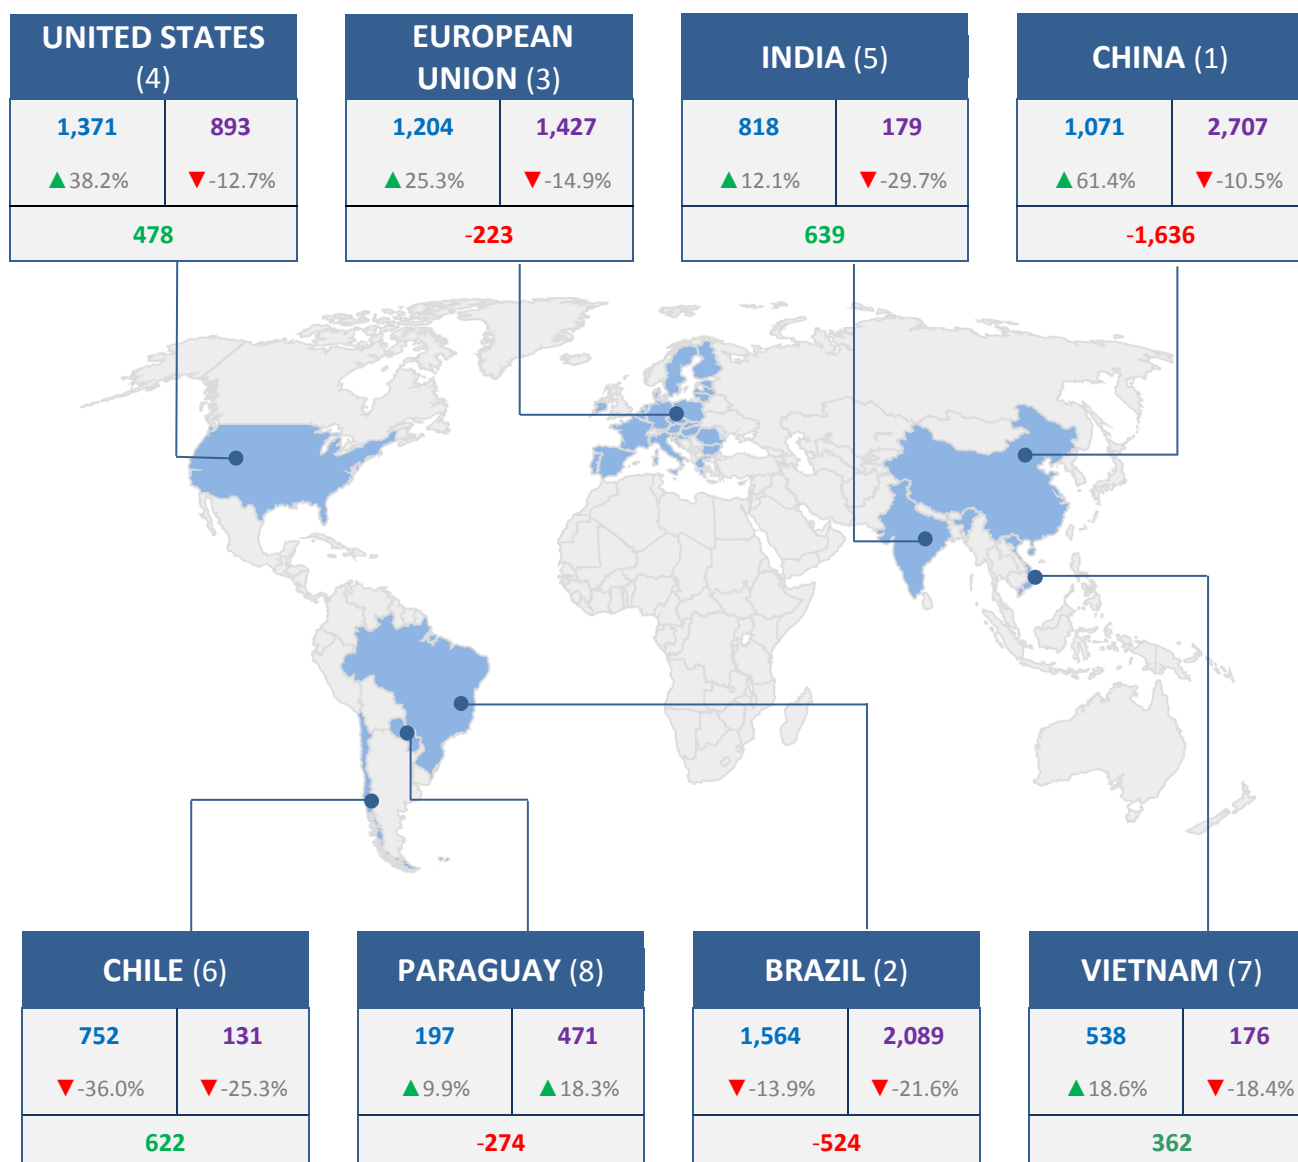 UNITED STATES
(4)
1,371 893
▲38.2% ▼-12.7%
478
EUROPEAN
UNION (3)
1,204 1,427
▲25.3% ▼-14.9%
-223
INDIA (5)
818 179
▲12.1% ▼-29.7%
639
CHINA (1)
1,071 2,707
▲61.4% ▼-10.5%
-1,636
CHILE (6)
752 131
▼-36.0% ▼-25.3%
622
PARAGUAY (8)
197 471
▲9.9% ▲18.3%
-274
BRAZIL (2)
1,564 2,089
▼-13.9% ▼-21.6%
-524
VIETNAM (7)
538 176
▲18.6% ▼-18.4%
362